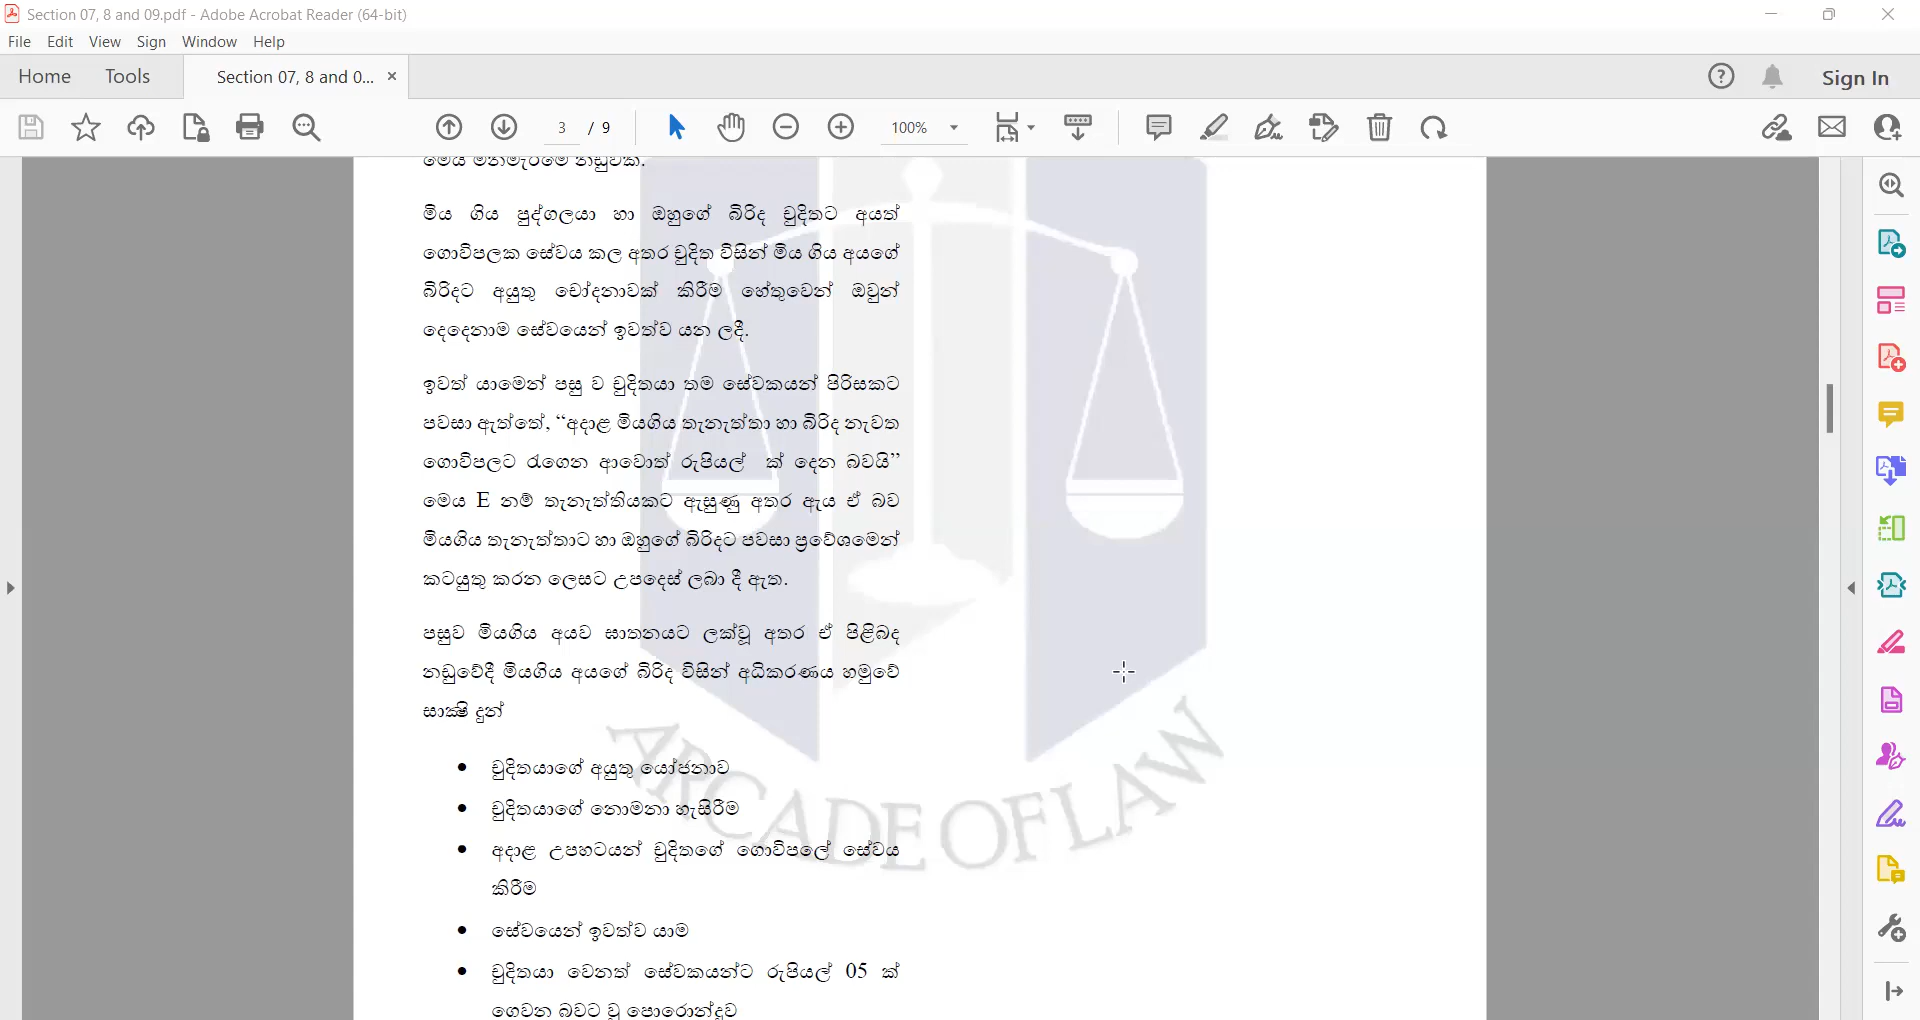 Section 07, 8 and 09.pdf - Adobe Acrobat Reader (64-bit)
File Edit View Sign Window Help
Home Tools Section 07, 8 and 0... Sign In
3 / 9 100%
මෙය මිනීමැරීමේ නඩුවකි.
මිය ගිය පුද්ගලයා හා ඔහුගේ බිරිඳ චුදිතට අයත්
ගොවිපලක සේවය කල අතර චුදිත විසින් මිය ගිය අයගේ
බිරිදට අයුතු චෝදනාවක් කිරීම හේතුවෙන් ඔවුන්
දෙදෙනාම සේවයෙන් ඉවත්ව යන ලදී.
ඉවත් යාමෙන් පසු ව චුදිතයා තම සේවකයන් පිරිසකට
පවසා ඇත්තේ, “අදාළ මියගිය තැනැත්තා හා බිරිද නැවත
ගොවිපලට රැගෙන ආවොත් රුපියල් ක් දෙන බවයි”
මෙය E නම් තැනැත්තියකට ඇසුණු අතර ඇය ඒ බව
මියගිය තැනැත්තාට හා ඔහුගේ බිරිදට පවසා ප්‍රවේශමෙන්
කටයුතු කරන ලෙසට උපදෙස් ලබා දී ඇත.
පසුව මියගිය අයව ඝාතනයට ලක්වූ අතර ඒ පිළිබද
නඩුවේදී මියගිය අයගේ බිරිද විසින් අධිකරණය හමුවේ
සාක්ෂි දුන්
• චුදිතයාගේ අයුතු යෝජනාව
• චුදිතයාගේ නොමනා හැසිරීම
• අදාළ උපහටයන් චුදිතගේ ගොවිපලේ සේවය
කිරීම
• සේවයෙන් ඉවත්ව යාම
• චුදිතයා වෙනත් සේවකයන්ට රුපියල් 05 ක්
ගෙවන බවට වූ පොරොන්දුව
ARCADE OF LAW